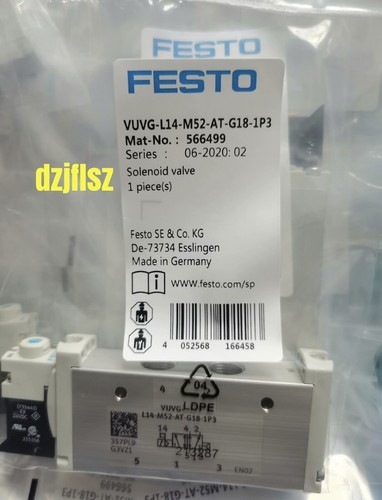 FESTO
FESTO
VUVG-L14-M52-AT-G18-1P3
Mat-No.: 566499
Series : 06-2020: 02
Solenoid valve
1 piece(s)
dzjflsz
Festo SE & Co. KG
De-73734 Esslingen
Made in Germany
www.festo.com/sp
4 052568 166458
4
04
LDPE
VUVG
L14-M52-AT-G18-1P3
14 4 2
5 1 3
EN02